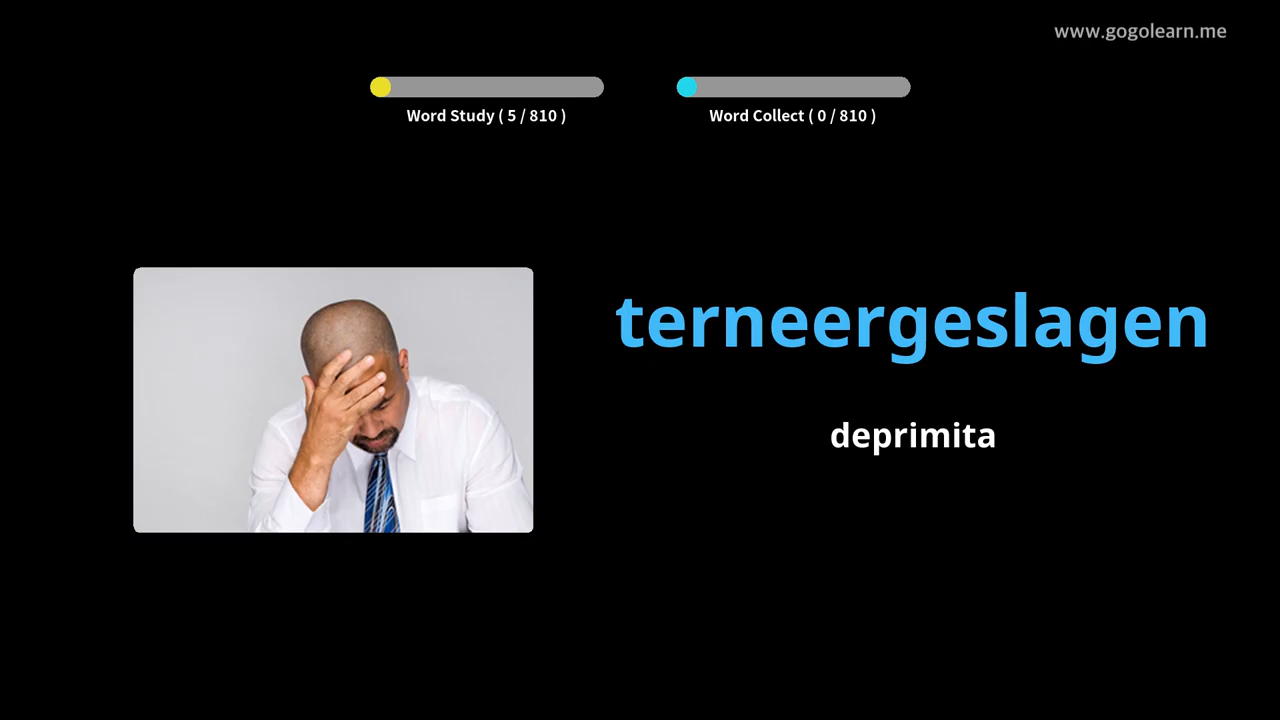 www.gogolearn.me
Word Study ( 5 / 810 )
Word Collect ( 0 / 810 )
terneergeslagen
deprimita